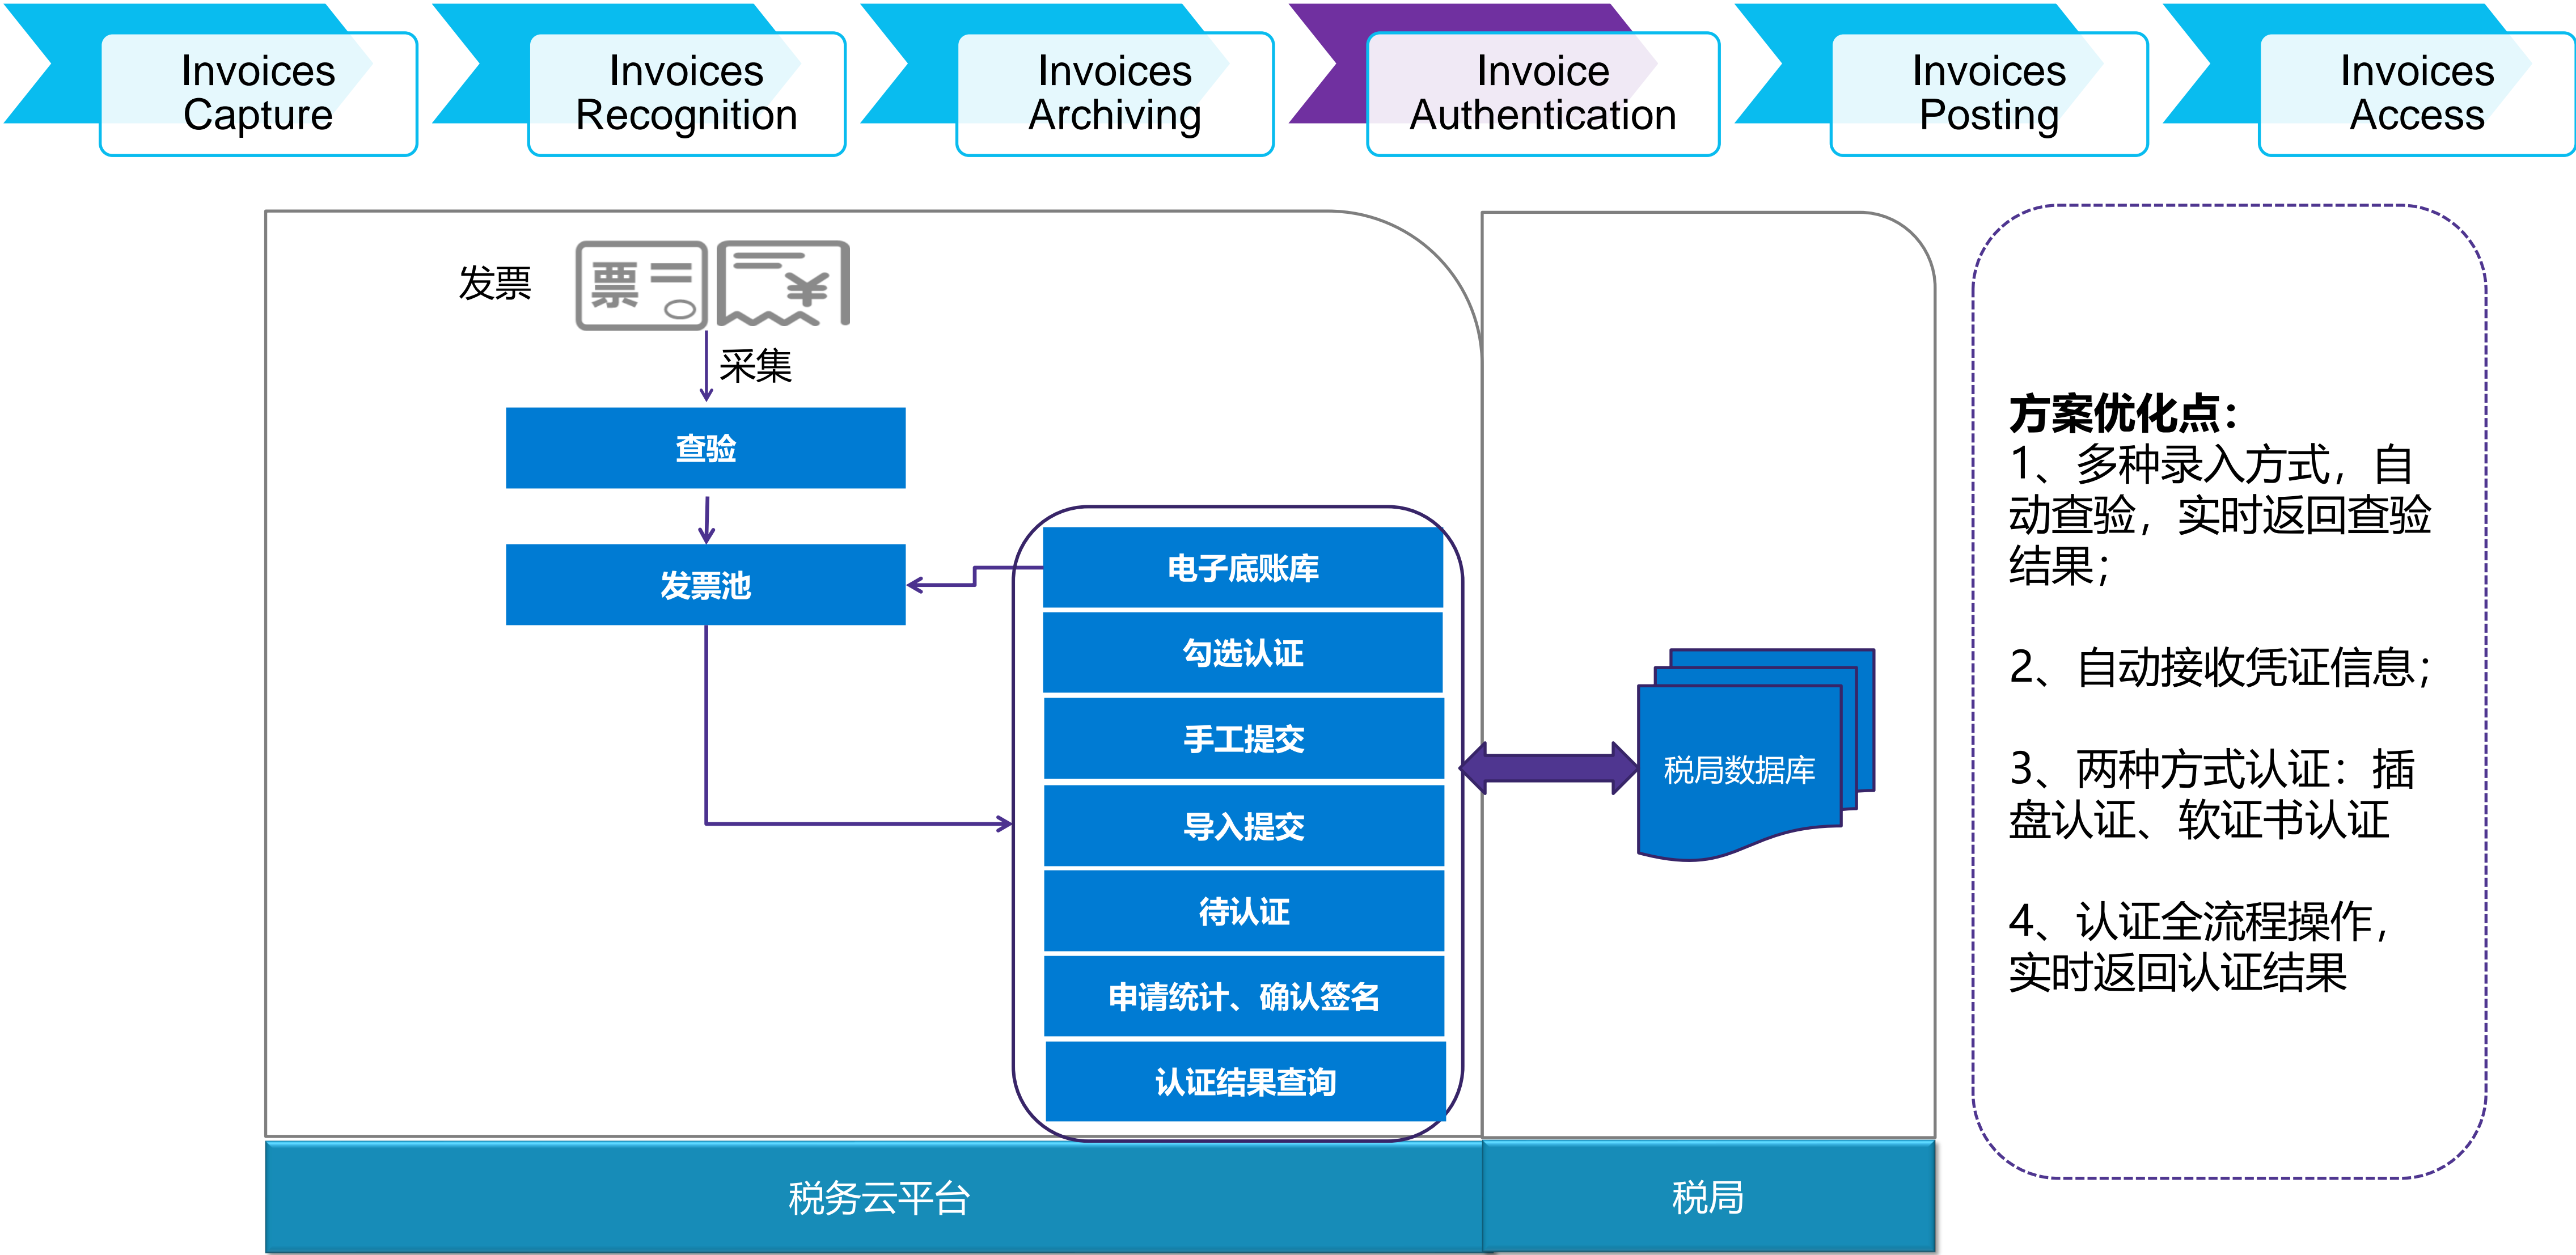 Invoices
Capture
Invoices
Recognition
Invoices
Archiving
Invoice
Authentication
Invoices
Posting
Invoices
Access
发票
票
¥
采集
查验
发票池
电子底账库
勾选认证
手工提交
导入提交
待认证
申请统计、确认签名
认证结果查询
税局数据库
税务云平台
税局
方案优化点：
1、多种录入方式，自
动查验，实时返回查验
结果；
2、自动接收凭证信息；
3、两种方式认证：插
盘认证、软证书认证
4、认证全流程操作，
实时返回认证结果